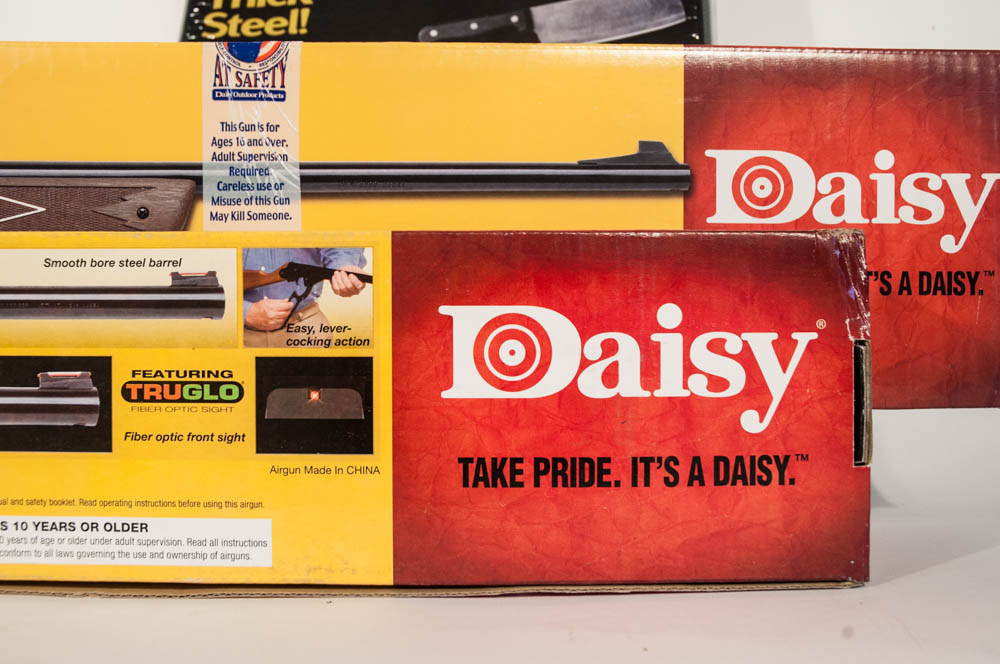 Thick
Steel!
AT SAFETY
Daisy Outdoor Products
This Gun is for
Ages 16 and Over.
Adult Supervision
Required
Careless use or
Misuse of this Gun
May Kill Someone.
Daisy
T'S A DAISY.™
Smooth bore steel barrel
Easy, lever-
cocking action
FEATURING
TRUGLO
FIBER OPTIC SIGHT
Fiber optic front sight
Airgun Made In CHINA
ual and safety booklet. Read operating instructions before using this airgun.
S 10 YEARS OR OLDER
0 years of age or older under adult supervision. Read all instructions
conform to all laws governing the use and ownership of airguns.
Daisy®
TAKE PRIDE. IT'S A DAISY.™